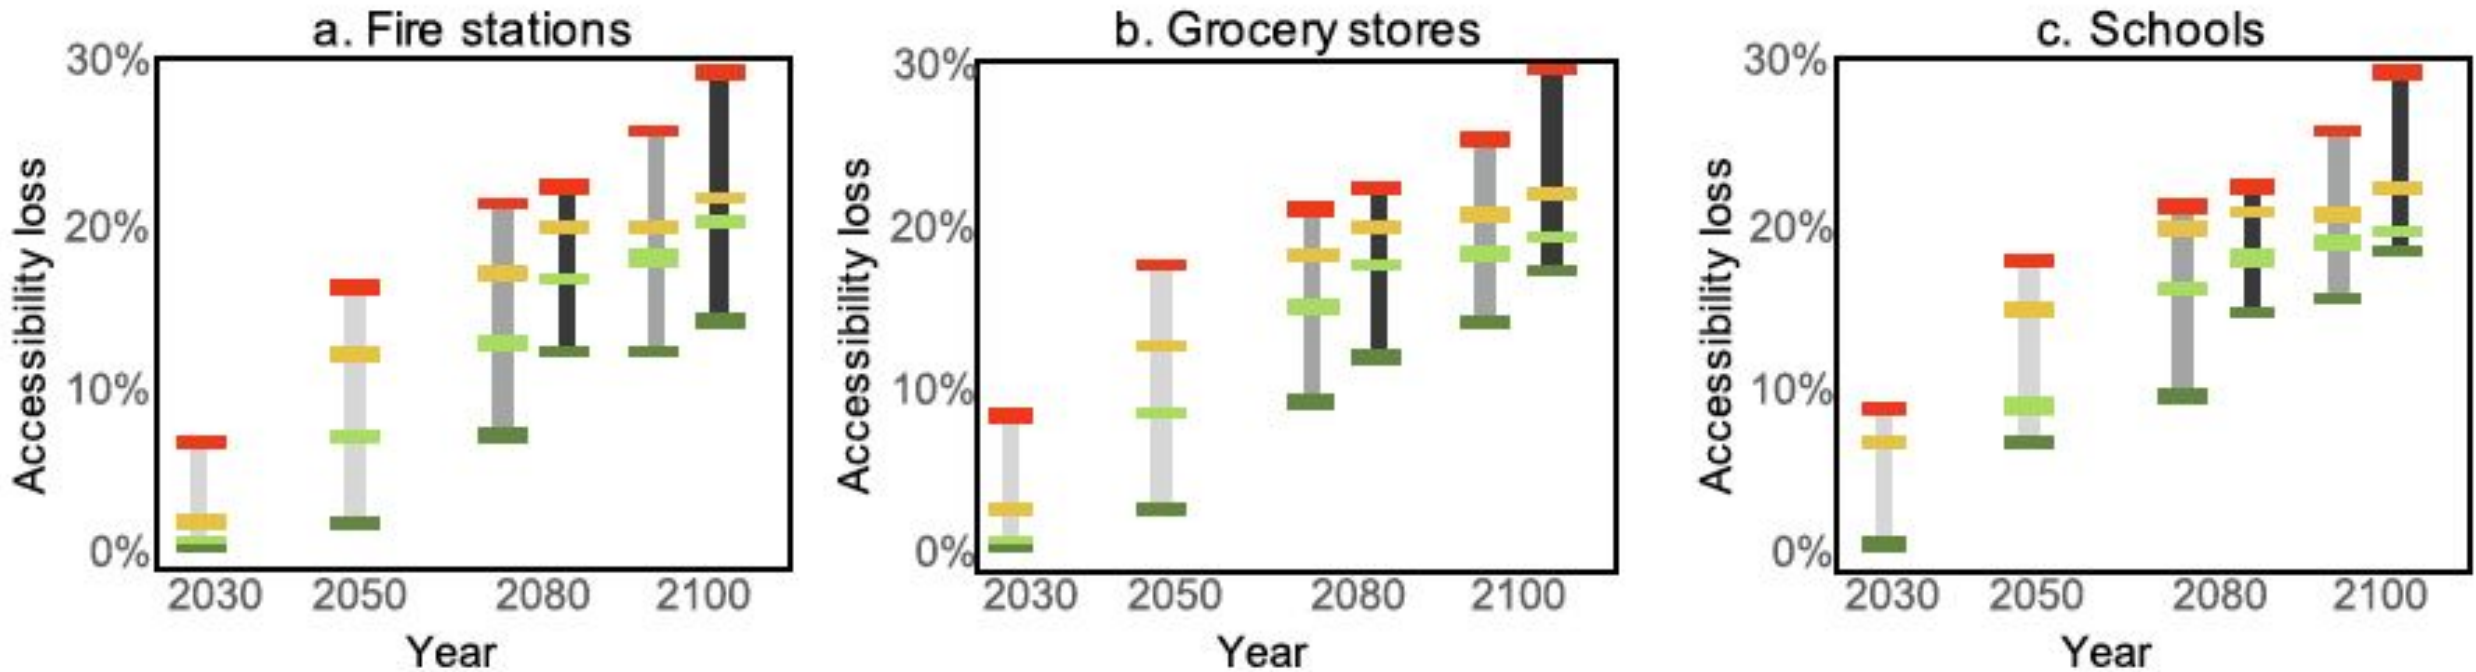 a. Fire stations
30%
20%
10%
0%
Accessibility loss
2030 2050 2080 2100
Year
b. Grocery stores
30%
20%
10%
0%
Accessibility loss
2030 2050 2080 2100
Year
c. Schools
30%
20%
10%
0%
Accessibility loss
2030 2050 2080 2100
Year